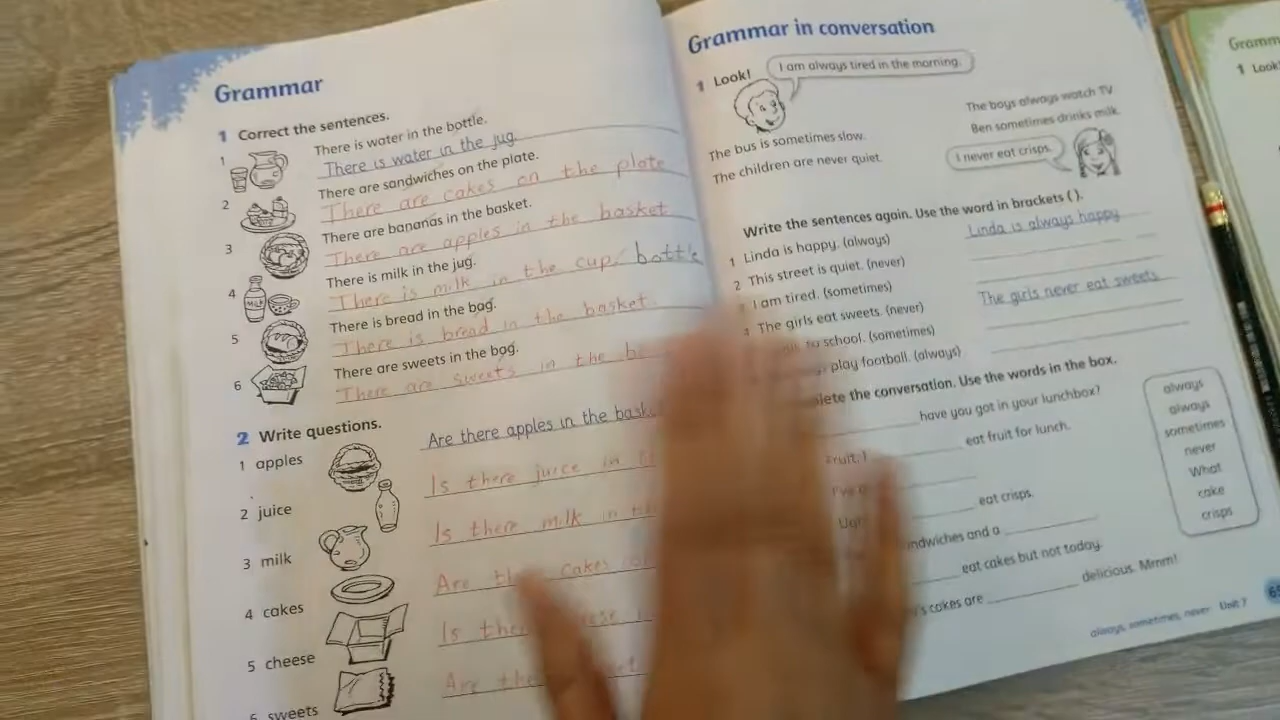 Grammar
1 Correct the sentences.
1 There is water in the bottle.
There is water in the jug.
2 There are sandwiches on the plate.
There are cakes on the plate
3 There are bananas in the basket.
There are apples in the basket
4 There is milk in the jug.
There is milk in the cup/ bottle
MILK
5 There is bread in the bag.
There is bread in the basket.
6 There are sweets in the bag.
There are sweets in the
2 Write questions.
1 apples
Are there apples in the
2 juice
Is there juice in
3 milk
Is there milk in
4 cakes
Are cakes
5 cheese
Is
6 sweets
Are
Grammar in conversation
1 Look!
I am always tired in the morning.
The bus is sometimes slow.
The children are never quiet.
The boys always watch TV
Ben sometimes drinks milk.
I never eat crisps.
Write the sentences again. Use the word in brackets ( ).
1 Linda is happy. (always)
Linda is always happy
2 This street is quiet. (never)
I am tired. (sometimes)
The girls eat sweets. (never)
The girls never eat sweets.
to school. (sometimes)
play football. (always)
the conversation. Use the words in the box.
have you got in your lunchbox?
Fruit. I eat fruit for lunch.
eat crisps.
and a
eat cakes but not today.
cakes are delicious. Mmm!
always
always
sometimes
never
What
cake
crisps
always, sometimes, never Unit 7
1 Look!